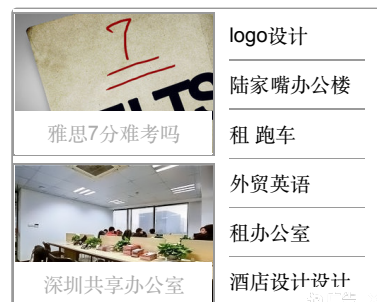 7
雅思7分难考吗
深圳共享办公室
logo设计
陆家嘴办公楼
租 跑车
外贸英语
租办公室
酒店设计设计